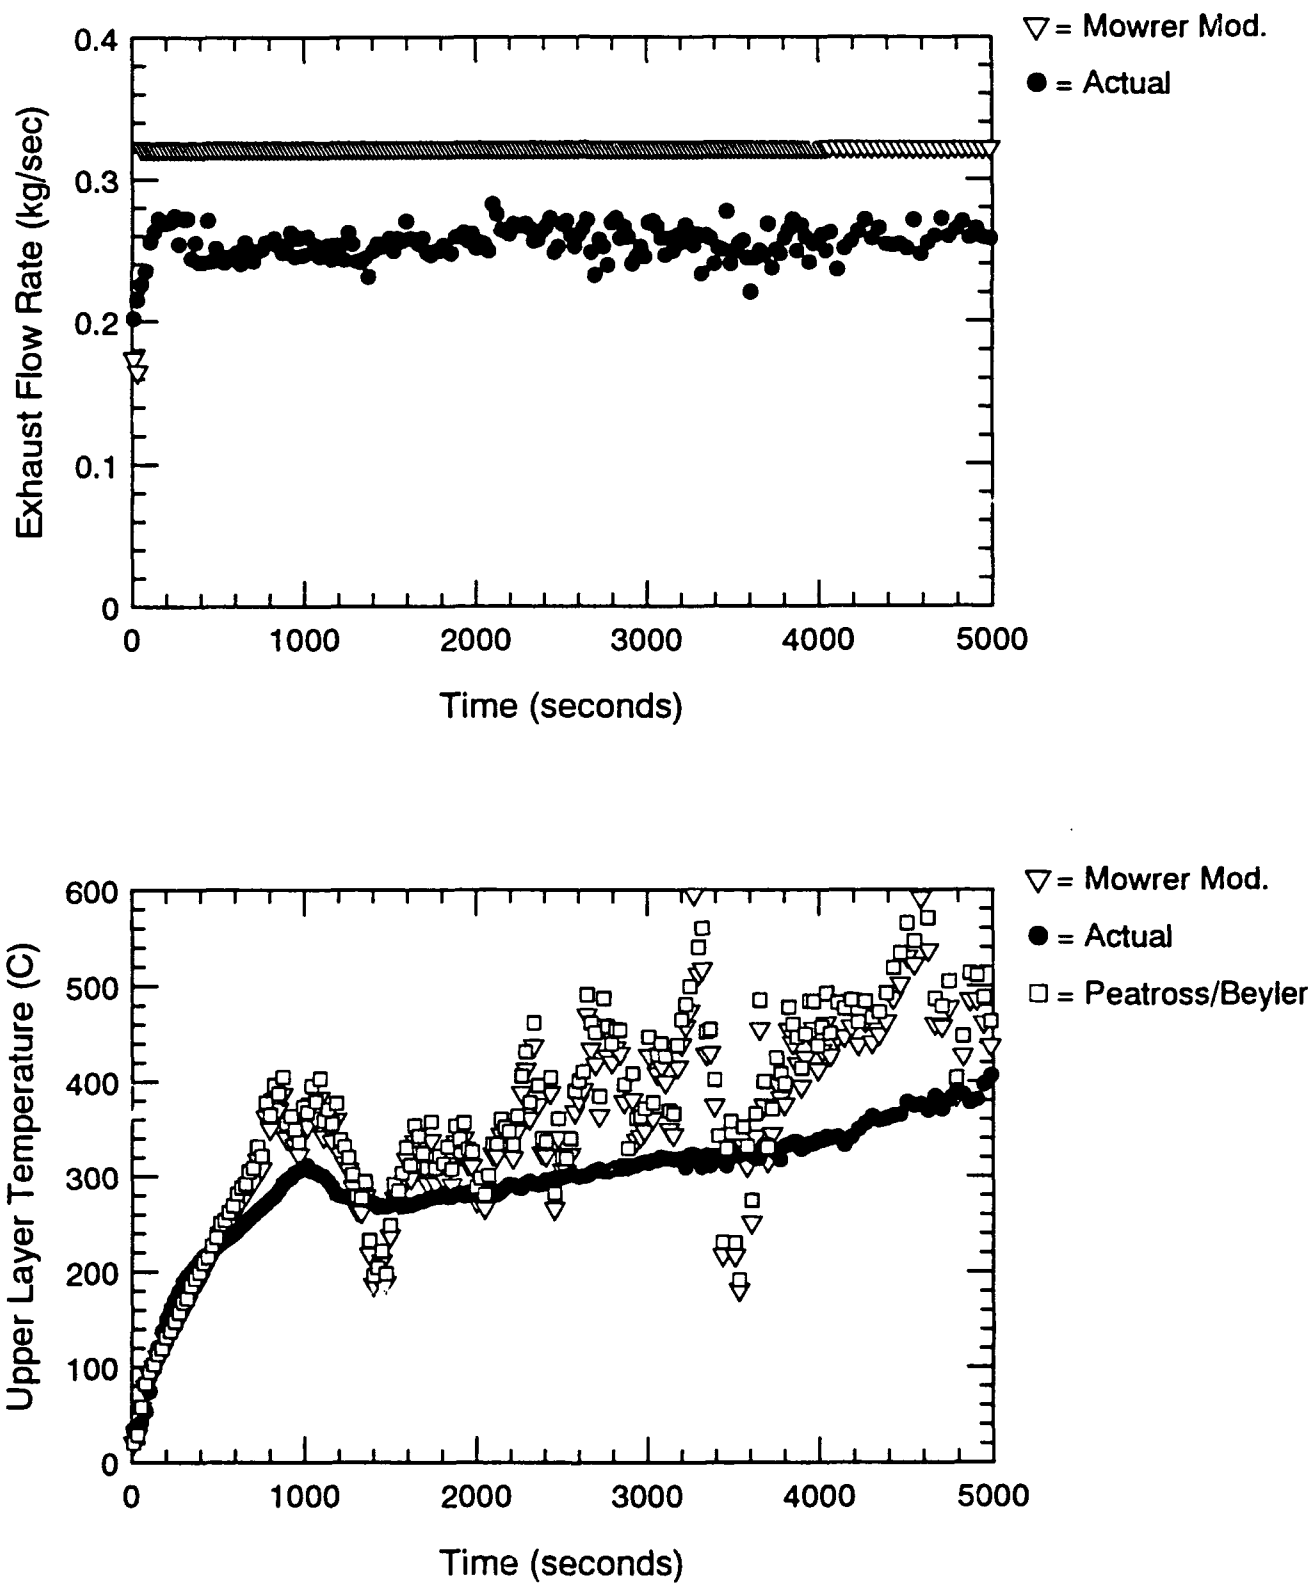 ▽ = Mowrer Mod.
● = Actual
Exhaust Flow Rate (kg/sec)
0.4
0.3
0.2
0.1
0
0 1000 2000 3000 4000 5000
Time (seconds)
▽ = Mowrer Mod.
● = Actual
□ = Peatross/Beyler
Upper Layer Temperature (C)
600
500
400
300
200
100
0
0 1000 2000 3000 4000 5000
Time (seconds)